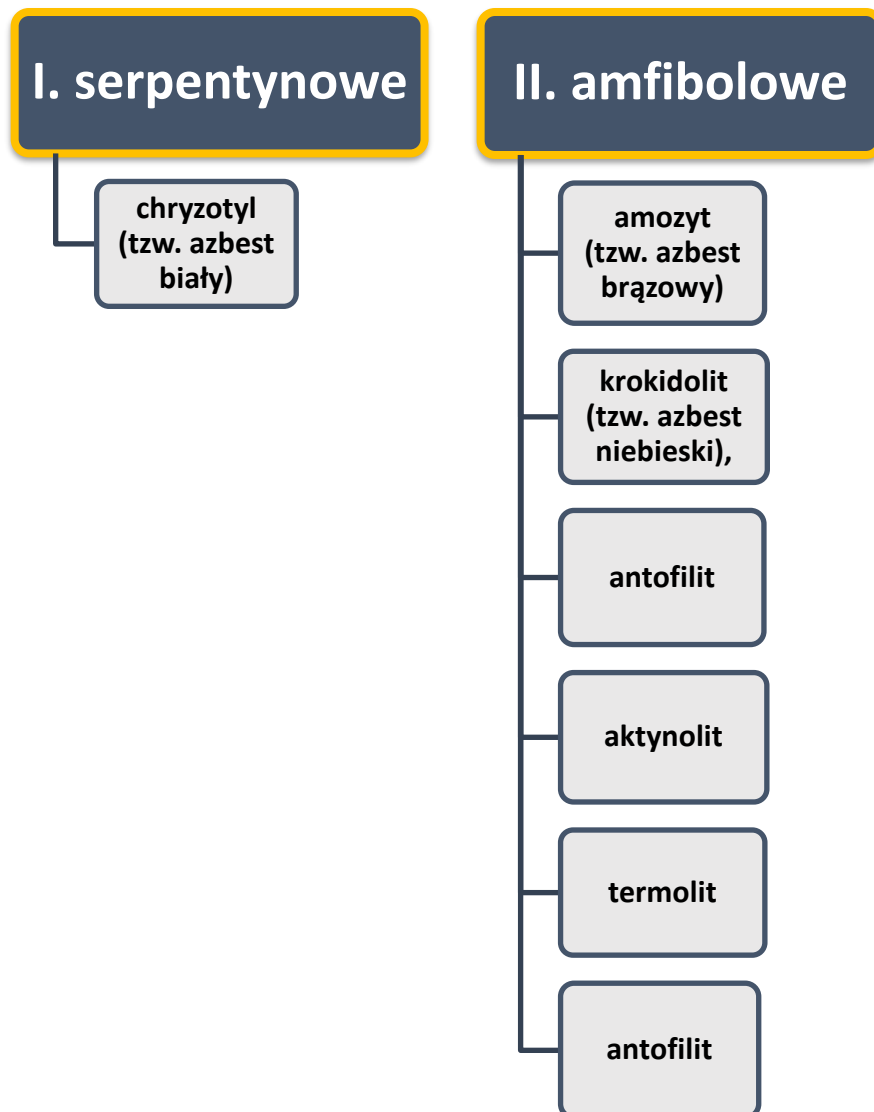 I. serpentynowe
chryzotyl
(tzw. azbest
biały)
II. amfibolowe
amozyt
(tzw. azbest
brązowy)
krokidolit
(tzw. azbest
niebieski),
antofilit
aktynolit
termolit
antofilit